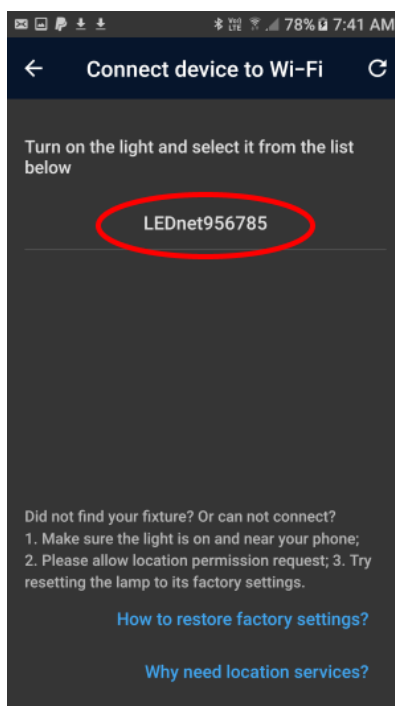 VoLTE 78% 7:41 AM
Connect device to Wi-Fi
Turn on the light and select it from the list
below
LEDnet956785
Did not find your fixture? Or can not connect?
1. Make sure the light is on and near your phone;
2. Please allow location permission request; 3. Try
resetting the lamp to its factory settings.
How to restore factory settings?
Why need location services?